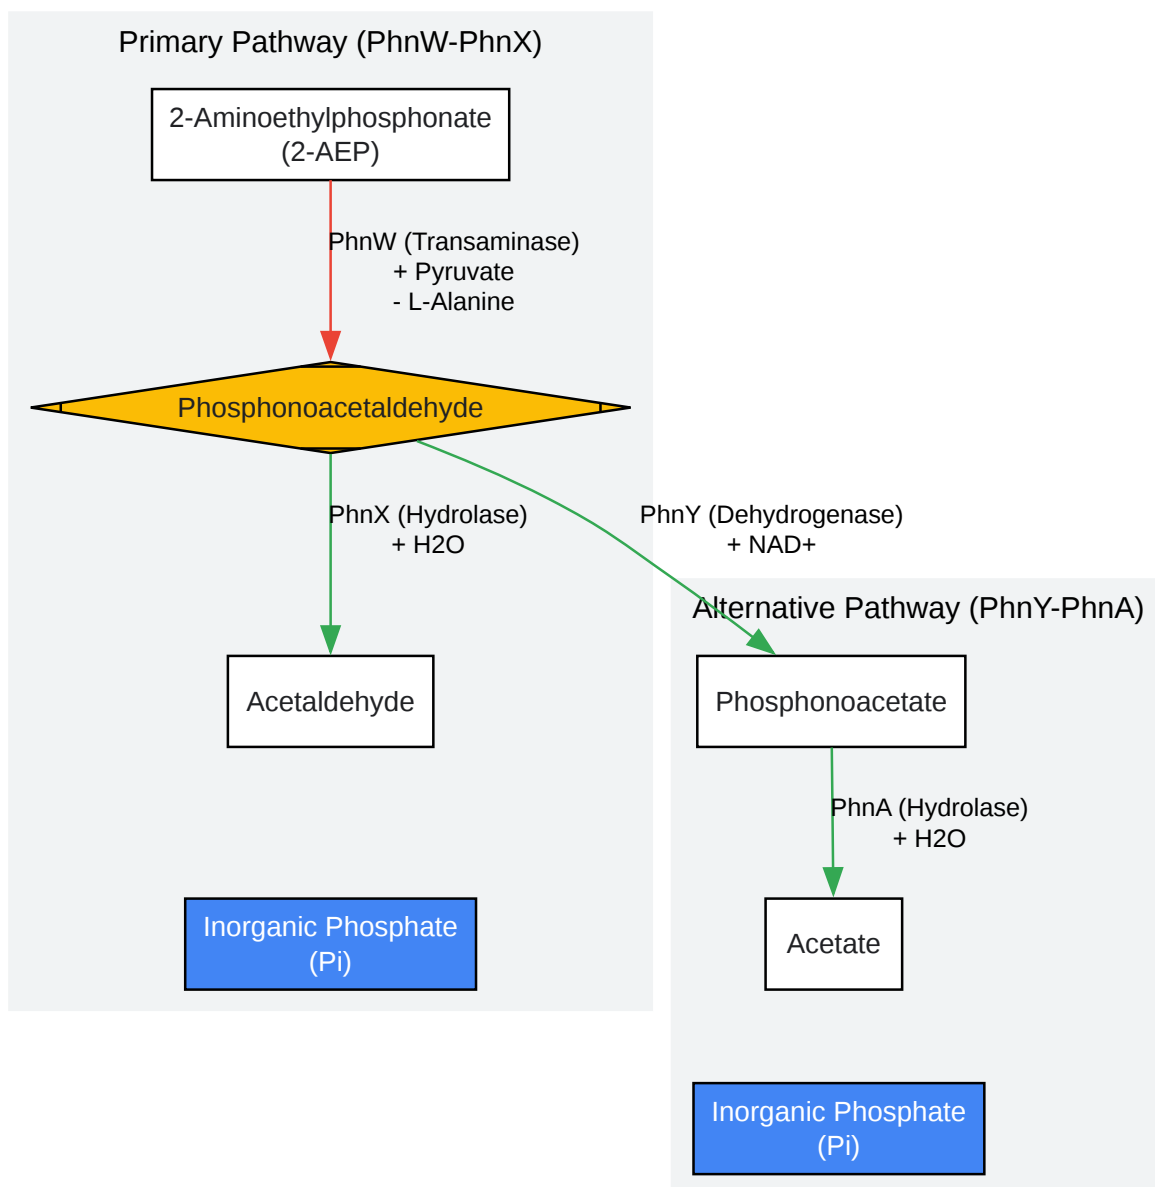 Primary Pathway (PhnW-PhnX)
2-Aminoethylphosphonate
(2-AEP)
PhnW (Transaminase)
+ Pyruvate
- L-Alanine
Phosphonoacetaldehyde
PhnX (Hydrolase)
+ H2O
PhnY (Dehydrogenase)
+ NAD+
Acetaldehyde
Inorganic Phosphate
(Pi)
Alternative Pathway (PhnY-PhnA)
Phosphonoacetate
PhnA (Hydrolase)
+ H2O
Acetate
Inorganic Phosphate
(Pi)